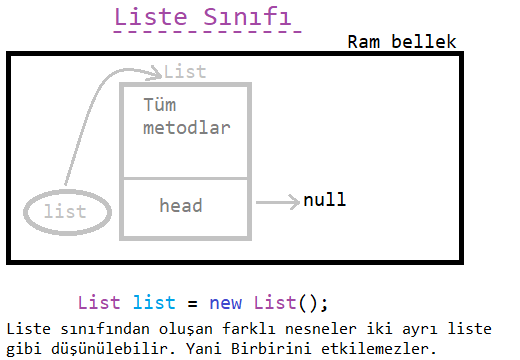 Liste Sınıfı
Ram bellek
List
Tüm
metodlar
list
head
null
List list = new List();
Liste sınıfından oluşan farklı nesneler iki ayrı liste
gibi düşünülebilir. Yani Birbirini etkilemezler.